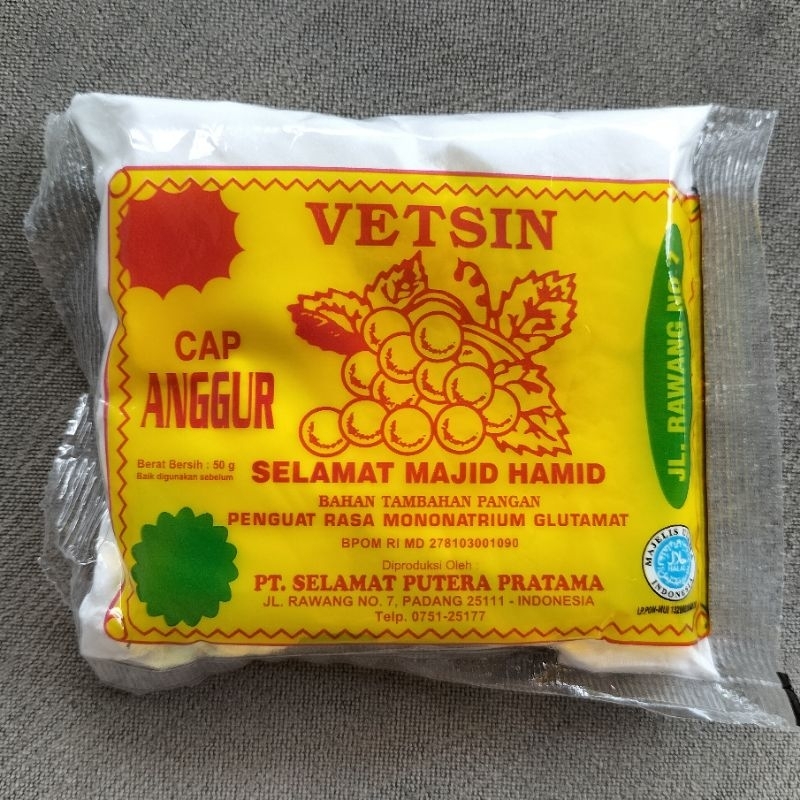 VETSIN
CAP
ANGGUR
Berat Bersih : 50 g
Baik digunakan sebelum
SELAMAT MAJID HAMID
BAHAN TAMBAHAN PANGAN
PENGUAT RASA MONONATRIUM GLUTAMAT
BPOM RI MD 278103001090
Diproduksi Oleh :
PT. SELAMAT PUTERA PRATAMA
JL. RAWANG NO. 7, PADANG 25111 - INDONESIA
Telp. 0751-25177
JL. RAWANG NO. 7
MAJELIS
HALAL
INDONESIA